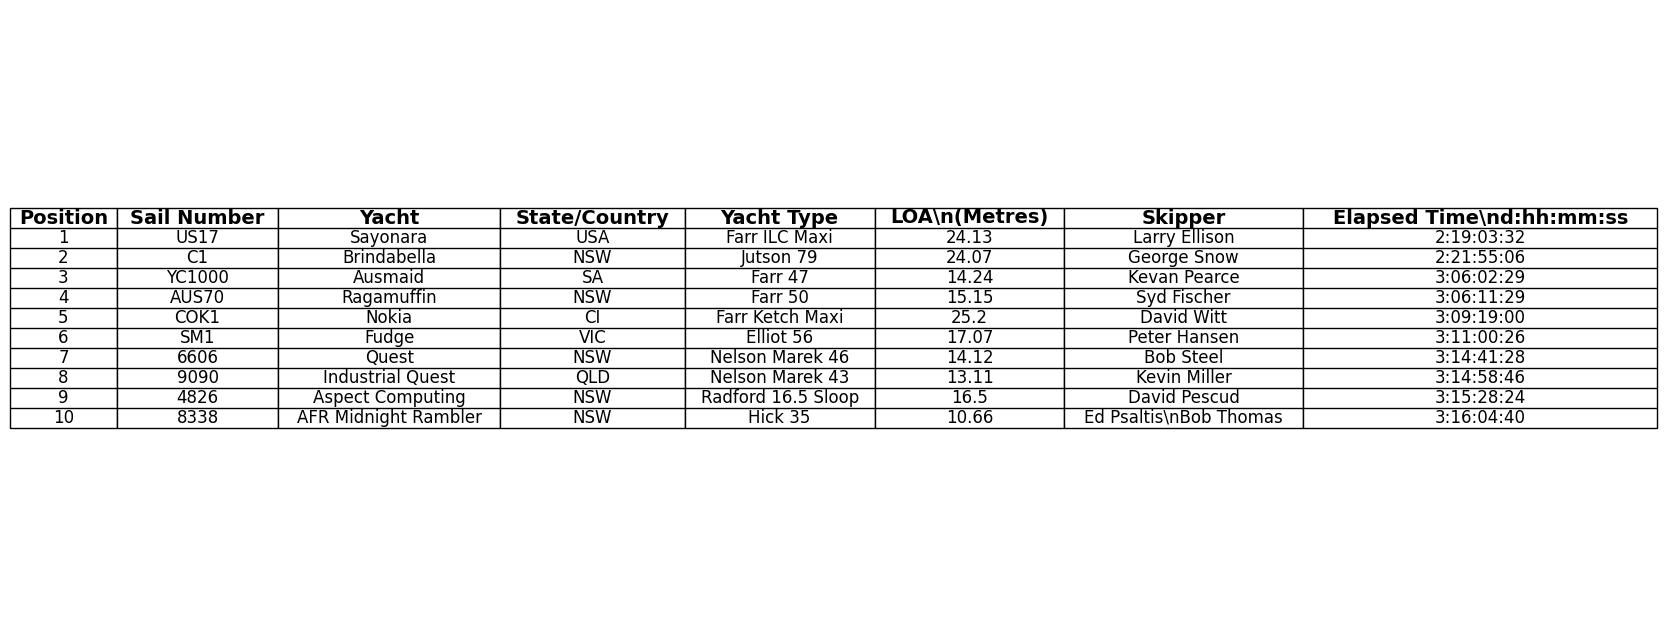 Position Sail Number Yacht State/Country Yacht Type LOA\n(Metres) Skipper Elapsed Time\nd:hh:mm:ss
1 US17 Sayonara USA Farr ILC Maxi 24.13 Larry Ellison 2:19:03:32
2 C1 Brindabella NSW Jutson 79 24.07 George Snow 2:21:55:06
3 YC1000 Ausmaid SA Farr 47 14.24 Kevan Pearce 3:06:02:29
4 AUS70 Ragamuffin NSW Farr 50 15.15 Syd Fischer 3:06:11:29
5 COK1 Nokia CI Farr Ketch Maxi 25.2 David Witt 3:09:19:00
6 SM1 Fudge VIC Elliot 56 17.07 Peter Hansen 3:11:00:26
7 6606 Quest NSW Nelson Marek 46 14.12 Bob Steel 3:14:41:28
8 9090 Industrial Quest QLD Nelson Marek 43 13.11 Kevin Miller 3:14:58:46
9 4826 Aspect Computing NSW Radford 16.5 Sloop 16.5 David Pescud 3:15:28:24
10 8338 AFR Midnight Rambler NSW Hick 35 10.66 Ed Psaltis\nBob Thomas 3:16:04:40